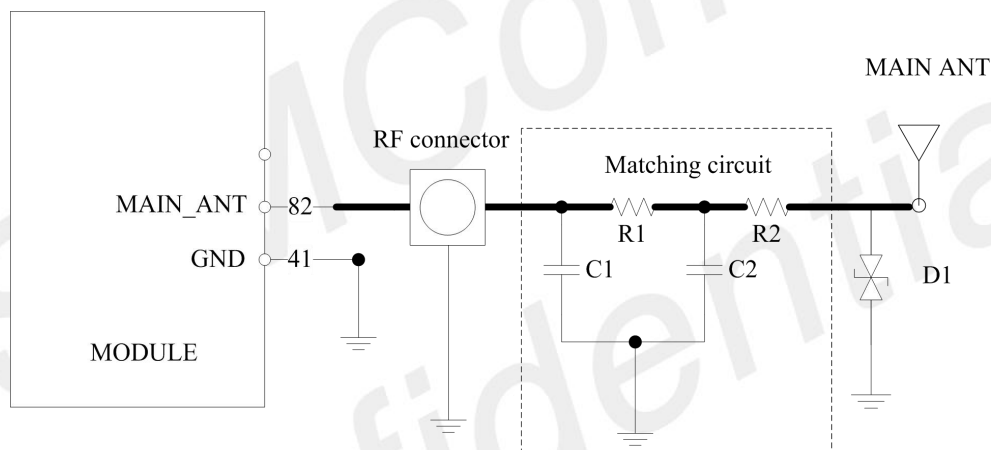 MAIN ANT
RF connector
Matching circuit
MAIN_ANT 82
R1 R2
GND 41
C1 C2 D1
MODULE